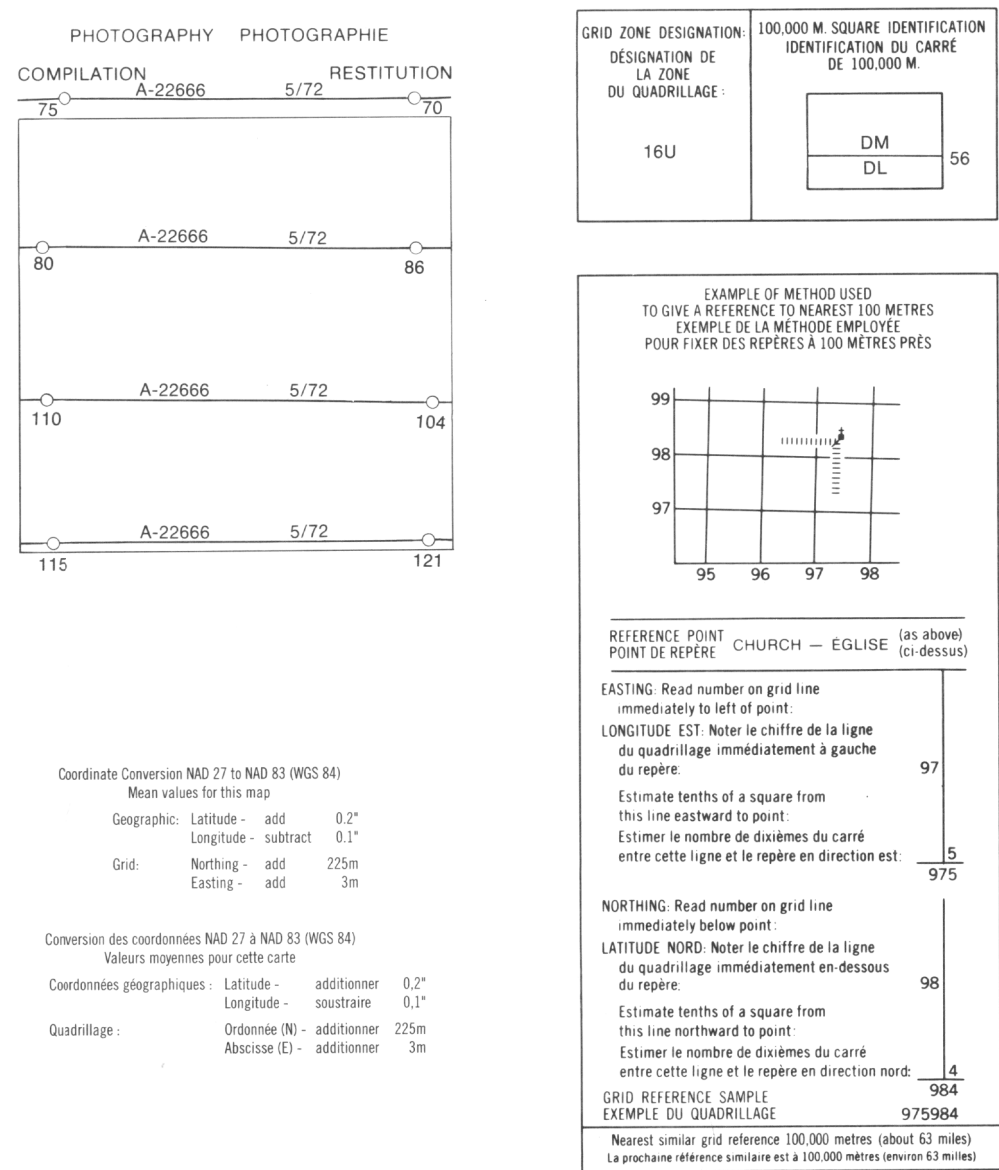 PHOTOGRAPHY PHOTOGRAPHIE
COMPILATION RESTITUTION
A-22666 5/72
75 70
A-22666 5/72
80 86
A-22666 5/72
110 104
A-22666 5/72
115 121
Coordinate Conversion NAD 27 to NAD 83 (WGS 84)
Mean values for this map
Geographic: Latitude - add 0.2"
Longitude - subtract 0.1"
Grid: Northing - add 225m
Easting - add 3m
Conversion des coordonnées NAD 27 à NAD 83 (WGS 84)
Valeurs moyennes pour cette carte
Coordonnées géographiques : Latitude - additionner 0,2"
Longitude - soustraire 0,1"
Quadrillage : Ordonnée (N) - additionner 225m
Abscisse (E) - additionner 3m
GRID ZONE DESIGNATION:
DÉSIGNATION DE
LA ZONE
DU QUADRILLAGE :
16U
100,000 M. SQUARE IDENTIFICATION
IDENTIFICATION DU CARRÉ
DE 100,000 M.
DM
56
DL
EXAMPLE OF METHOD USED
TO GIVE A REFERENCE TO NEAREST 100 METRES
EXEMPLE DE LA MÉTHODE EMPLOYÉE
POUR FIXER DES REPÈRES À 100 MÈTRES PRÈS
99
98
97
95 96 97 98
REFERENCE POINT CHURCH — ÉGLISE (as above)
POINT DE REPÈRE (ci-dessus)
EASTING: Read number on grid line
immediately to left of point:
LONGITUDE EST: Noter le chiffre de la ligne
du quadrillage immédiatement à gauche
du repère: 97
Estimate tenths of a square from
this line eastward to point:
Estimer le nombre de dixièmes du carré
entre cette ligne et le repère en direction est: 5
975
NORTHING: Read number on grid line
immediately below point:
LATITUDE NORD: Noter le chiffre de la ligne
du quadrillage immédiatement en-dessous
du repère: 98
Estimate tenths of a square from
this line northward to point:
Estimer le nombre de dixièmes du carré
entre cette ligne et le repère en direction nord: 4
984
GRID REFERENCE SAMPLE
EXEMPLE DU QUADRILLAGE 975984
Nearest similar grid reference 100,000 metres (about 63 miles)
La prochaine référence similaire est à 100,000 mètres (environ 63 milles)